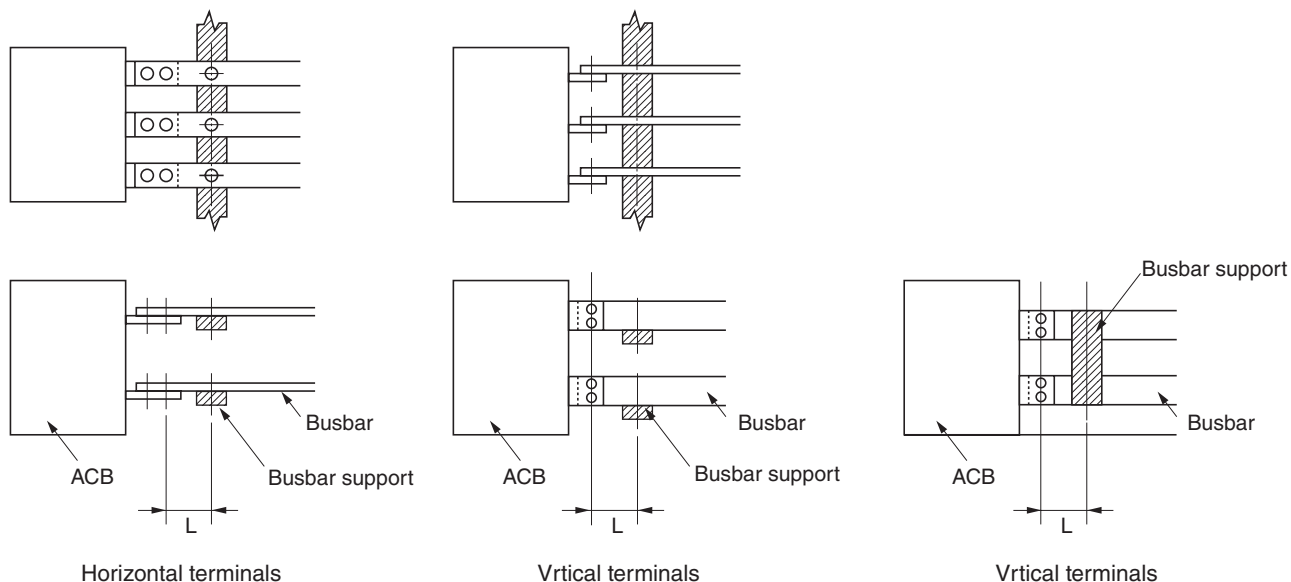 Busbar support
Busbar
ACB
Busbar support
L
Horizontal terminals
Busbar
ACB
Busbar support
L
Vrtical terminals
Busbar
ACB
L
Vrtical terminals